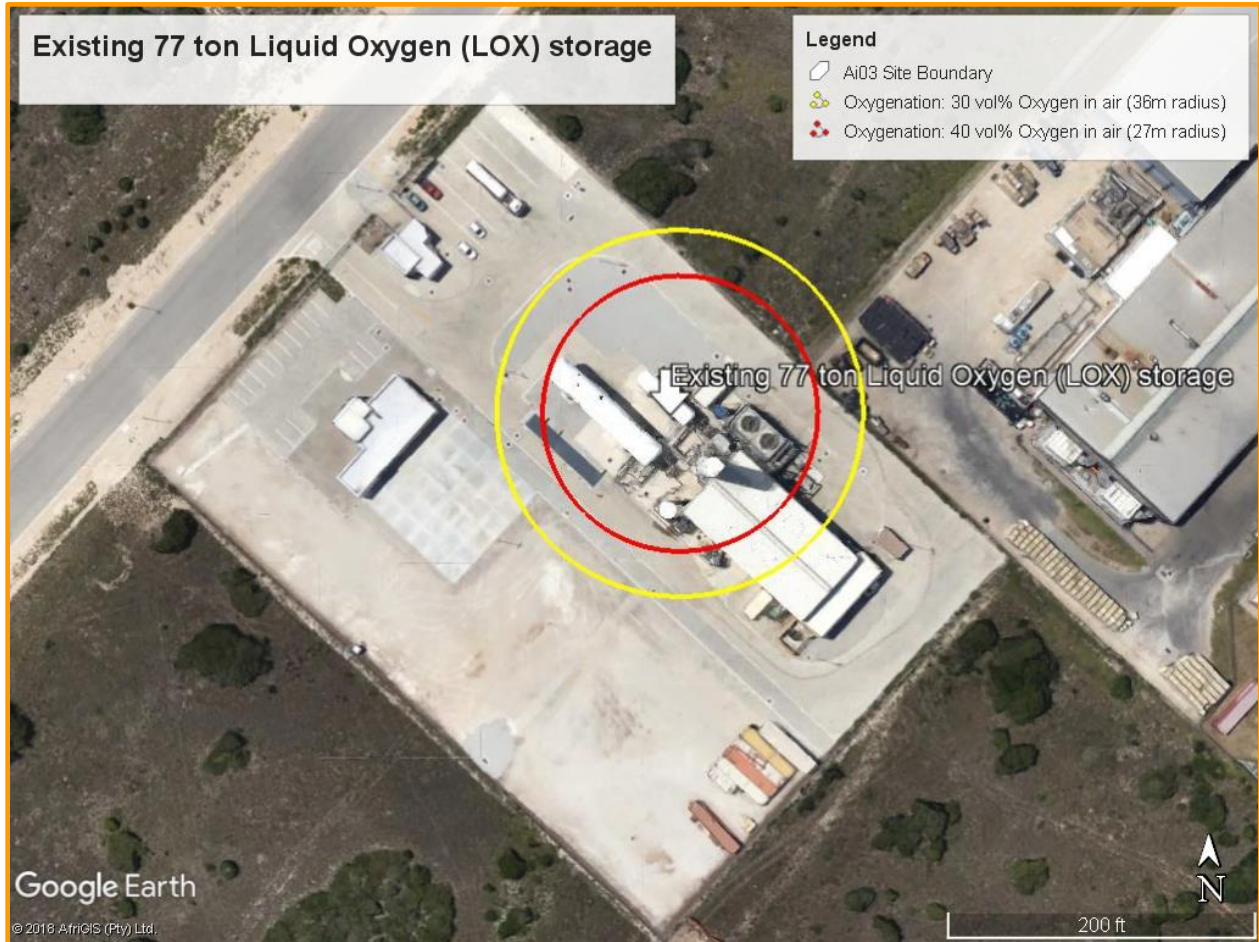 Existing 77 ton Liquid Oxygen (LOX) storage
Legend
Ai03 Site Boundary
Oxygenation: 30 vol% Oxygen in air (36m radius)
Oxygenation: 40 vol% Oxygen in air (27m radius)
Existing 77 ton Liquid Oxygen (LOX) storage
Google Earth
N
© 2018 AfriGIS (Pty) Ltd.
200 ft